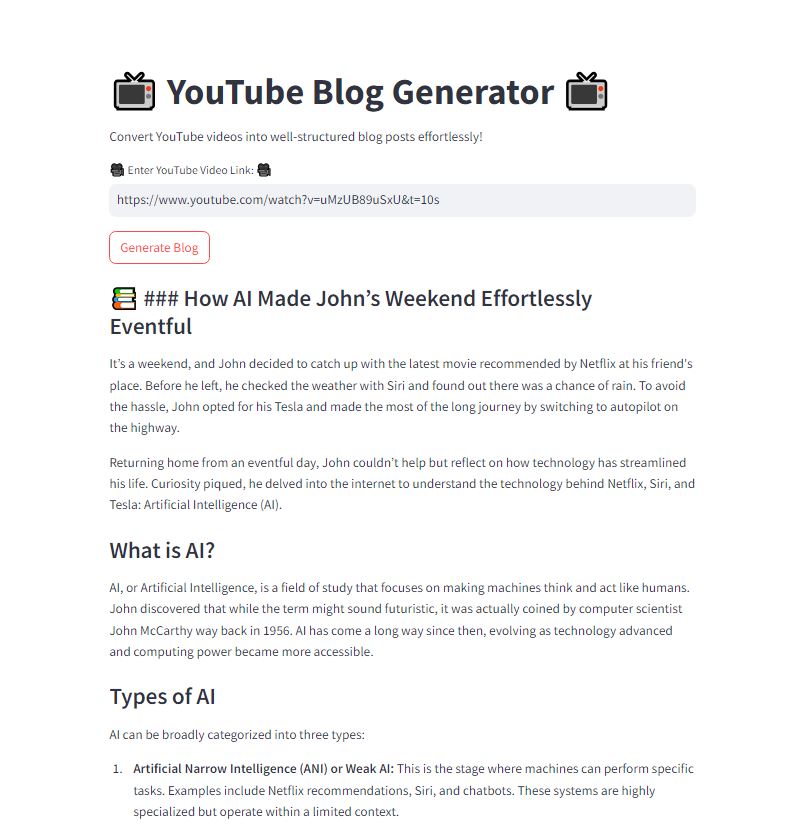 YouTube Blog Generator
Convert YouTube videos into well-structured blog posts effortlessly!
Enter YouTube Video Link:
https://www.youtube.com/watch?v=uMzUB89uSxU&t=10s
Generate Blog
### How AI Made John’s Weekend Effortlessly
Eventful
It’s a weekend, and John decided to catch up with the latest movie recommended by Netflix at his friend’s
place. Before he left, he checked the weather with Siri and found out there was a chance of rain. To avoid
the hassle, John opted for his Tesla and made the most of the long journey by switching to autopilot on
the highway.
Returning home from an eventful day, John couldn’t help but reflect on how technology has streamlined
his life. Curiosity piqued, he delved into the internet to understand the technology behind Netflix, Siri, and
Tesla: Artificial Intelligence (AI).
What is AI?
AI, or Artificial Intelligence, is a field of study that focuses on making machines think and act like humans.
John discovered that while the term might sound futuristic, it was actually coined by computer scientist
John McCarthy way back in 1956. AI has come a long way since then, evolving as technology advanced
and computing power became more accessible.
Types of AI
AI can be broadly categorized into three types:
1. Artificial Narrow Intelligence (ANI) or Weak AI: This is the stage where machines can perform specific
tasks. Examples include Netflix recommendations, Siri, and chatbots. These systems are highly
specialized but operate within a limited context.